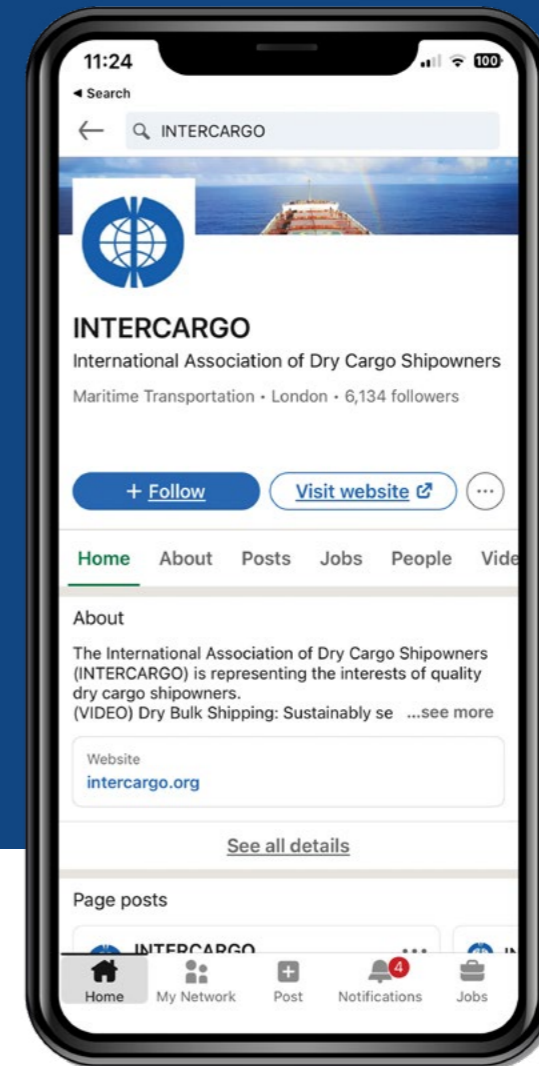 11:24
100
◀ Search
INTERCARGO
INTERCARGO
International Association of Dry Cargo Shipowners
Maritime Transportation • London • 6,134 followers
+ Follow
Visit website
Home About Posts Jobs People Vide
About
The International Association of Dry Cargo Shipowners
(INTERCARGO) is representing the interests of quality
dry cargo shipowners.
(VIDEO) Dry Bulk Shipping: Sustainably se ...see more
Website
intercargo.org
See all details
Page posts
INTERCARGO
4
Home My Network Post Notifications Jobs